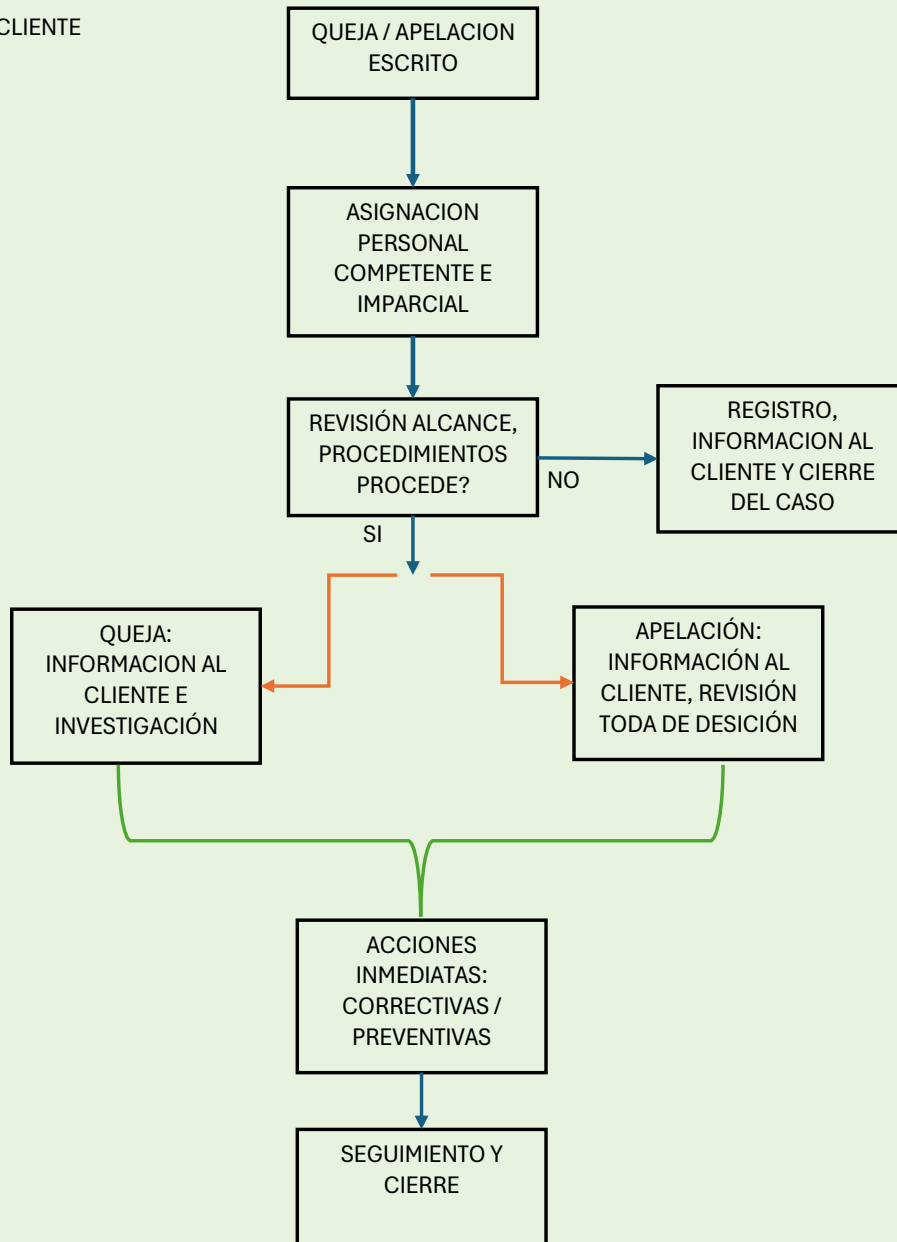 CLIENTE
QUEJA / APELACION
ESCRITO
ASIGNACION
PERSONAL
COMPETENTE E
IMPARCIAL
REVISIÓN ALCANCE,
PROCEDIMIENTOS
PROCEDE?
NO
REGISTRO,
INFORMACION AL
CLIENTE Y CIERRE
DEL CASO
SI
QUEJA:
INFORMACION AL
CLIENTE E
INVESTIGACIÓN
APELACIÓN:
INFORMACIÓN AL
CLIENTE, REVISIÓN
TODA DE DESICIÓN
ACCIONES
INMEDIATAS:
CORRECTIVAS /
PREVENTIVAS
SEGUIMIENTO Y
CIERRE